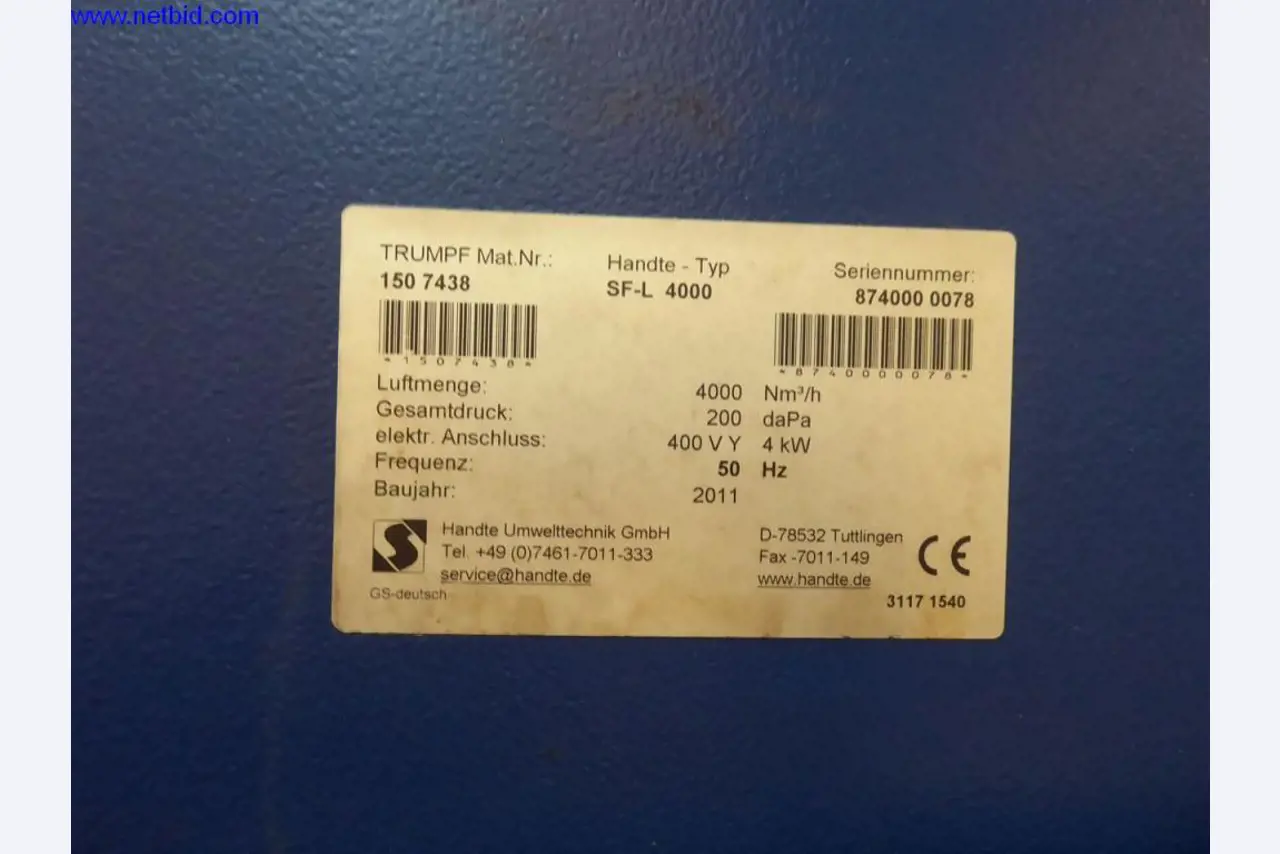 www.netbid.com
TRUMPF Mat.Nr.:
150 7438
*1507438*
Handte - Typ
SF-L 4000
Seriennummer:
874000 0078
*8740000078*
Luftmenge: 4000 Nm³/h
Gesamtdruck: 200 daPa
elektr. Anschluss: 400 V Y 4 kW
Frequenz: 50 Hz
Baujahr: 2011
Handte Umwelttechnik GmbH
Tel. +49 (0)7461-7011-333
service@handte.de
D-78532 Tuttlingen
Fax -7011-149
www.handte.de
CE
GS-deutsch
3117 1540